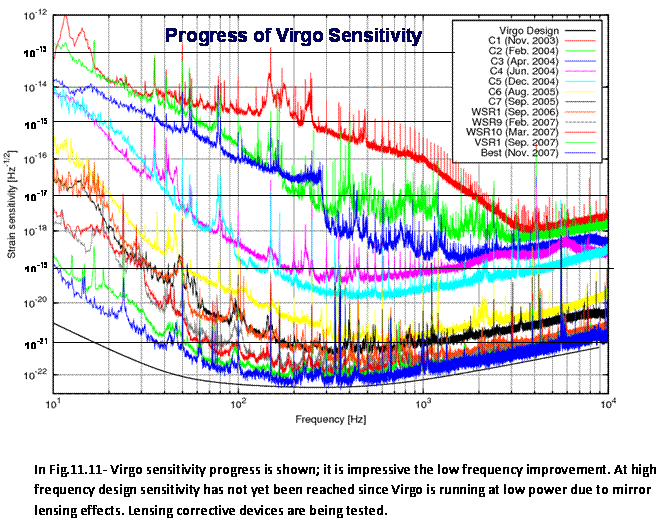 Progress of Virgo Sensitivity
Virgo Design
C1 (Nov. 2003)
C2 (Feb. 2004)
C3 (Apr. 2004)
C4 (Jun. 2004)
C5 (Dec. 2004)
C6 (Aug. 2005)
C7 (Sep. 2005)
WSR1 (Sep. 2006)
WSR9 (Feb. 2007)
WSR10 (Mar. 2007)
VSR1 (Sep. 2007)
Best (Nov. 2007)
Strain sensitivity [Hz^-1/2]
10^-12
10^-13
10^-14
10^-15
10^-16
10^-17
10^-18
10^-19
10^-20
10^-21
10^-22
10^1
10^2
10^3
10^4
Frequency [Hz]
In Fig.11.11- Virgo sensitivity progress is shown; it is impressive the low frequency improvement. At high
frequency design sensitivity has not yet been reached since Virgo is running at low power due to mirror
lensing effects. Lensing corrective devices are being tested.